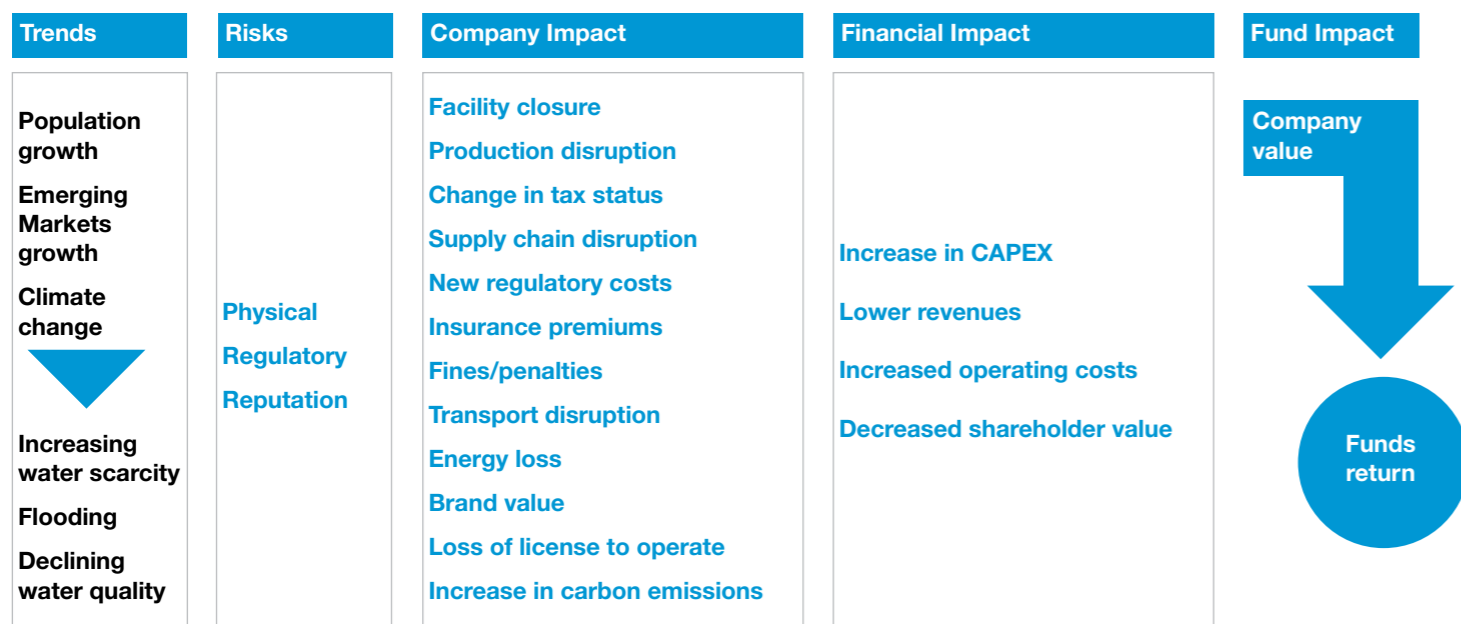 Trends
Risks
Company Impact
Financial Impact
Fund Impact
Population
growth
Emerging
Markets
growth
Climate
change
Increasing
water scarcity
Flooding
Declining
water quality
Physical
Regulatory
Reputation
Facility closure
Production disruption
Change in tax status
Supply chain disruption
New regulatory costs
Insurance premiums
Fines/penalties
Transport disruption
Energy loss
Brand value
Loss of license to operate
Increase in carbon emissions
Increase in CAPEX
Lower revenues
Increased operating costs
Decreased shareholder value
Company
value
Funds
return